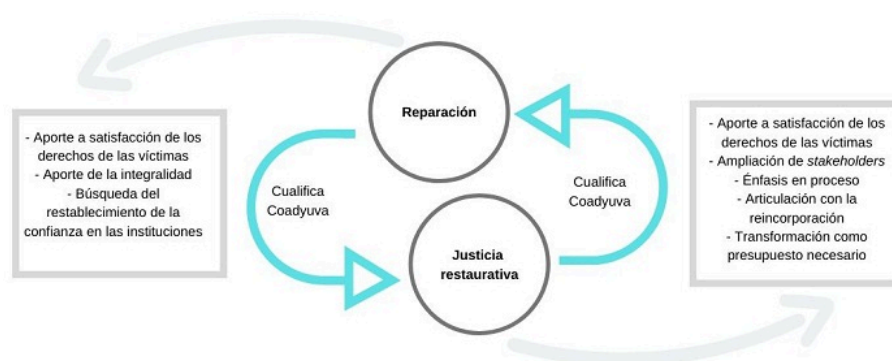 Reparación
- Aporte a satisfacción de los
derechos de las víctimas
- Aporte de la integralidad
- Búsqueda del
restablecimiento de la
confianza en las instituciones
Cualifica
Coadyuva
Cualifica
Coadyuva
- Aporte a satisfacción de los
derechos de las víctimas
- Ampliación de stakeholders
- Énfasis en proceso
- Articulación con la
reincorporación
- Transformación como
presupuesto necesario
Justicia
restaurativa